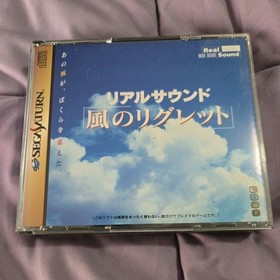 Real
Sound
リアルサウンド
「風のリグレット」
あの風が、ぼくらを変えた。
SEGA SATURN